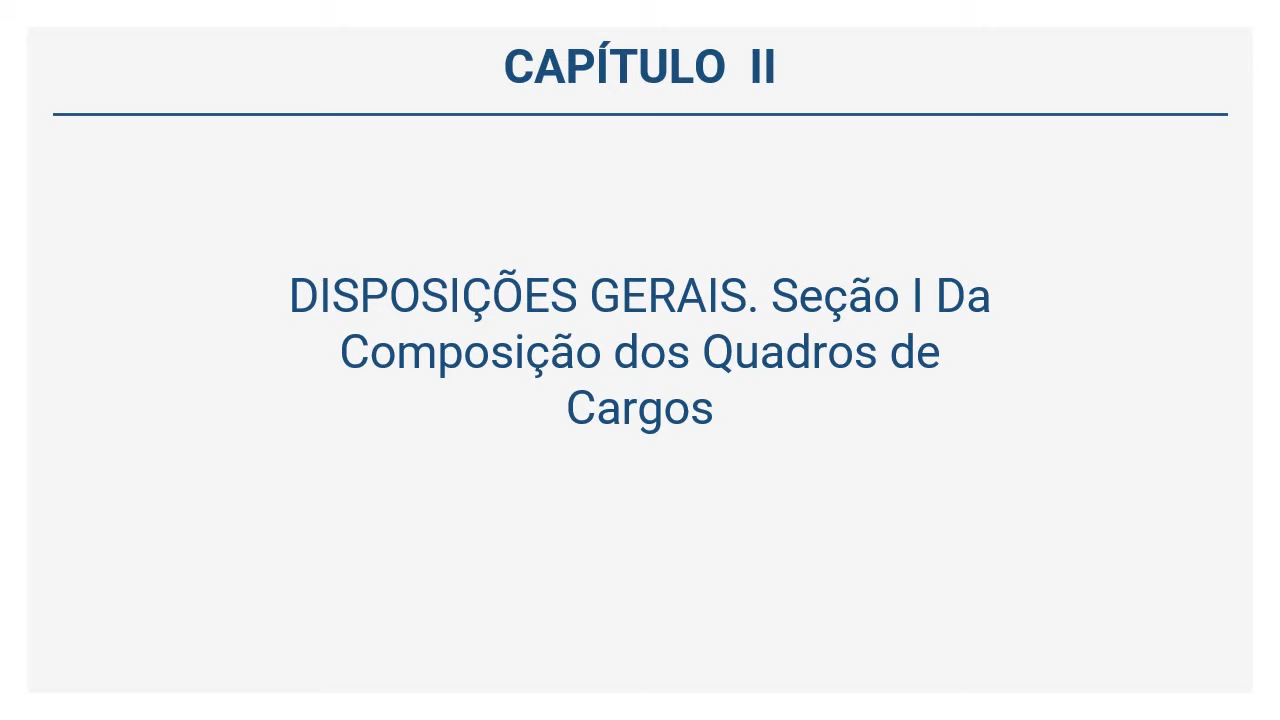 CAPÍTULO II
DISPOSIÇÕES GERAIS. Seção I Da
Composição dos Quadros de
Cargos